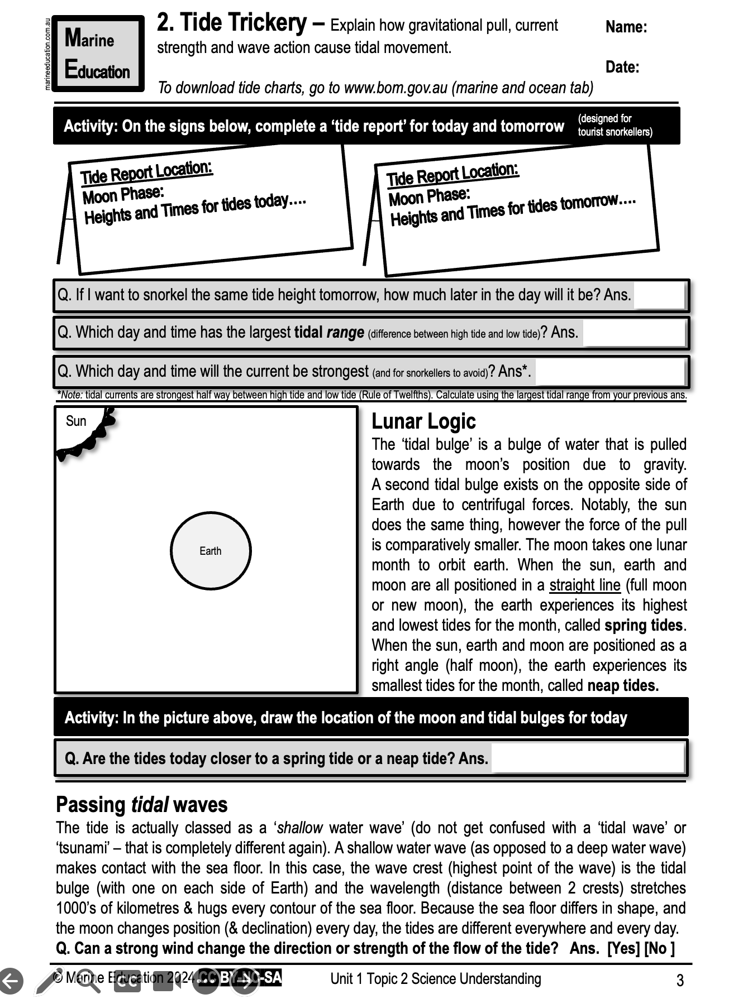 marineeducation.com.au
Marine
Education
2. Tide Trickery – Explain how gravitational pull, current
strength and wave action cause tidal movement.
To download tide charts, go to www.bom.gov.au (marine and ocean tab)
Name:
Date:
Activity: On the signs below, complete a ‘tide report’ for today and tomorrow (designed for
tourist snorkellers)
Tide Report Location:
Moon Phase:
Heights and Times for tides today….
Tide Report Location:
Moon Phase:
Heights and Times for tides tomorrow….
Q. If I want to snorkel the same tide height tomorrow, how much later in the day will it be? Ans.
Q. Which day and time has the largest tidal range (difference between high tide and low tide)? Ans.
Q. Which day and time will the current be strongest (and for snorkellers to avoid)? Ans*.
*Note: tidal currents are strongest half way between high tide and low tide (Rule of Twelfths). Calculate using the largest tidal range from your previous ans.
Sun
Earth
Lunar Logic
The ‘tidal bulge’ is a bulge of water that is pulled
towards the moon’s position due to gravity.
A second tidal bulge exists on the opposite side of
Earth due to centrifugal forces. Notably, the sun
does the same thing, however the force of the pull
is comparatively smaller. The moon takes one lunar
month to orbit earth. When the sun, earth and
moon are all positioned in a straight line (full moon
or new moon), the earth experiences its highest
and lowest tides for the month, called spring tides.
When the sun, earth and moon are positioned as a
right angle (half moon), the earth experiences its
smallest tides for the month, called neap tides.
Activity: In the picture above, draw the location of the moon and tidal bulges for today
Q. Are the tides today closer to a spring tide or a neap tide? Ans.
Passing tidal waves
The tide is actually classed as a ‘shallow water wave’ (do not get confused with a ‘tidal wave’ or
‘tsunami’ – that is completely different again). A shallow water wave (as opposed to a deep water wave)
makes contact with the sea floor. In this case, the wave crest (highest point of the wave) is the tidal
bulge (with one on each side of Earth) and the wavelength (distance between 2 crests) stretches
1000’s of kilometres & hugs every contour of the sea floor. Because the sea floor differs in shape, and
the moon changes position (& declination) every day, the tides are different everywhere and every day.
Q. Can a strong wind change the direction or strength of the flow of the tide? Ans. [Yes] [No ]
© Marine Education 2024 CC BY-NC-SA
Unit 1 Topic 2 Science Understanding
3